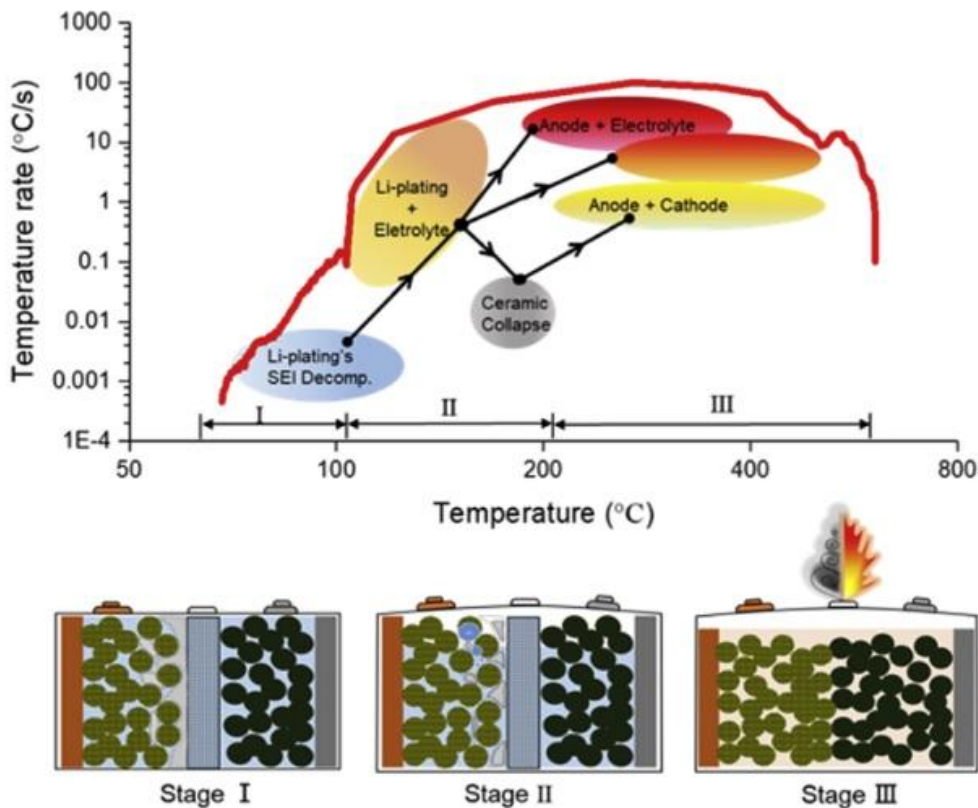 Temperature rate (°C/s)
1000
100
10
1
0.1
0.01
0.001
1E-4
Anode + Electrolyte
Li-plating
+
Eletrolyte
Anode + Cathode
Ceramic
Collapse
Li-plating's
SEI Decomp.
I
II
III
50
100
200
400
800
Temperature (°C)
Stage I
Stage II
Stage III